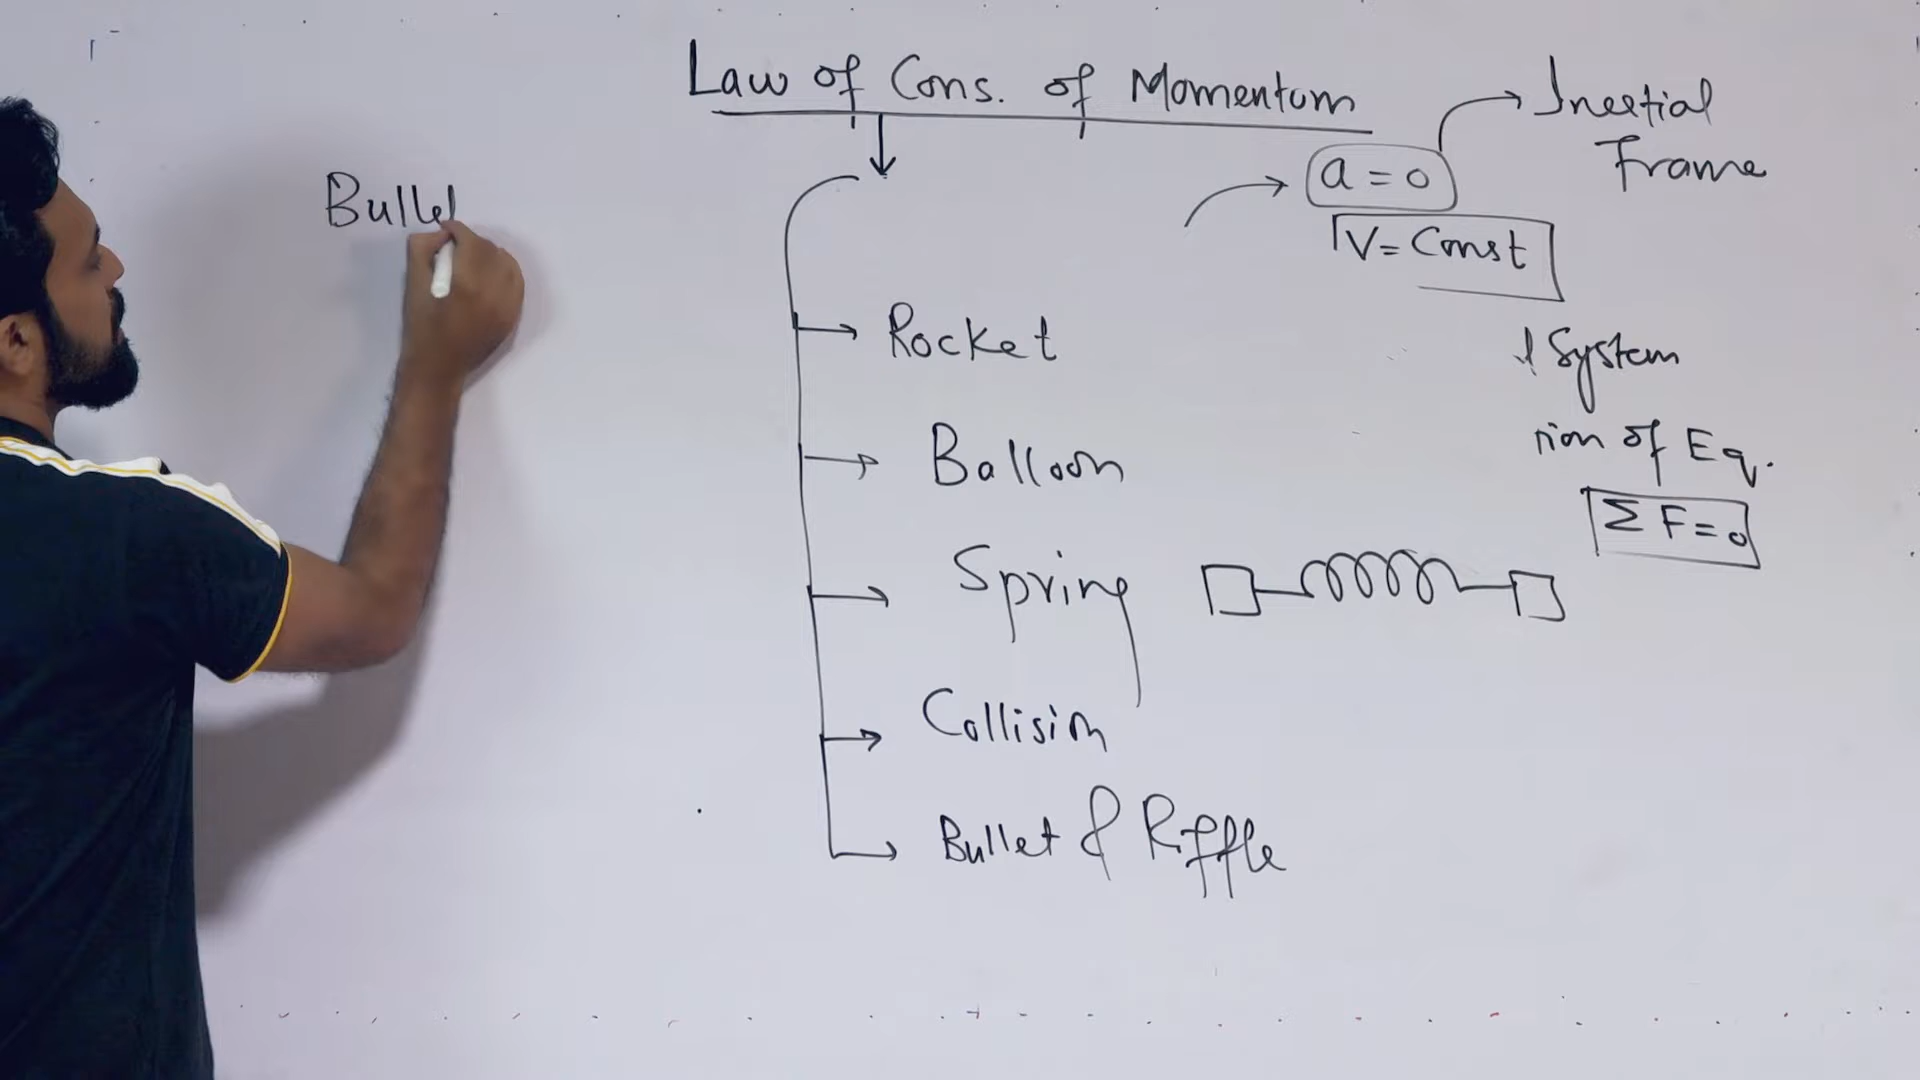 Law of Cons. of Momentum
Inertial
Frame
a = 0
V = Const
Bullet
Rocket
System
of Eq.
Balloon
Σ F = 0
Spring
Collision
Bullet & Riffle